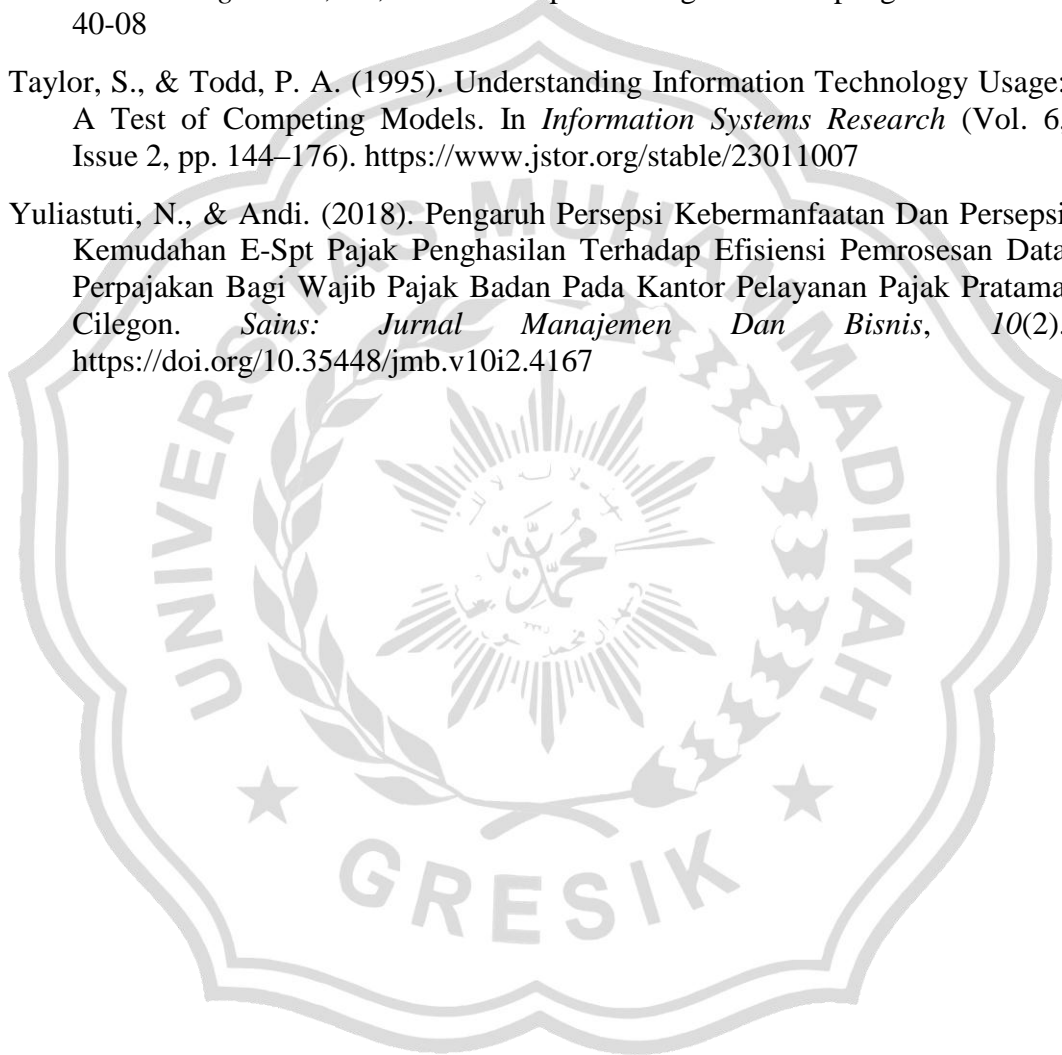 40-08
Taylor, S., & Todd, P. A. (1995). Understanding Information Technology Usage:
A Test of Competing Models. In Information Systems Research (Vol. 6,
Issue 2, pp. 144–176). https://www.jstor.org/stable/23011007
Yuliastuti, N., & Andi. (2018). Pengaruh Persepsi Kebermanfaatan Dan Persepsi
Kemudahan E-Spt Pajak Penghasilan Terhadap Efisiensi Pemrosesan Data
Perpajakan Bagi Wajib Pajak Badan Pada Kantor Pelayanan Pajak Pratama
Cilegon. Sains: Jurnal Manajemen Dan Bisnis, 10(2).
https://doi.org/10.35448/jmb.v10i2.4167
UNIVERSITAS MUHAMMADIYAH
GRESIK